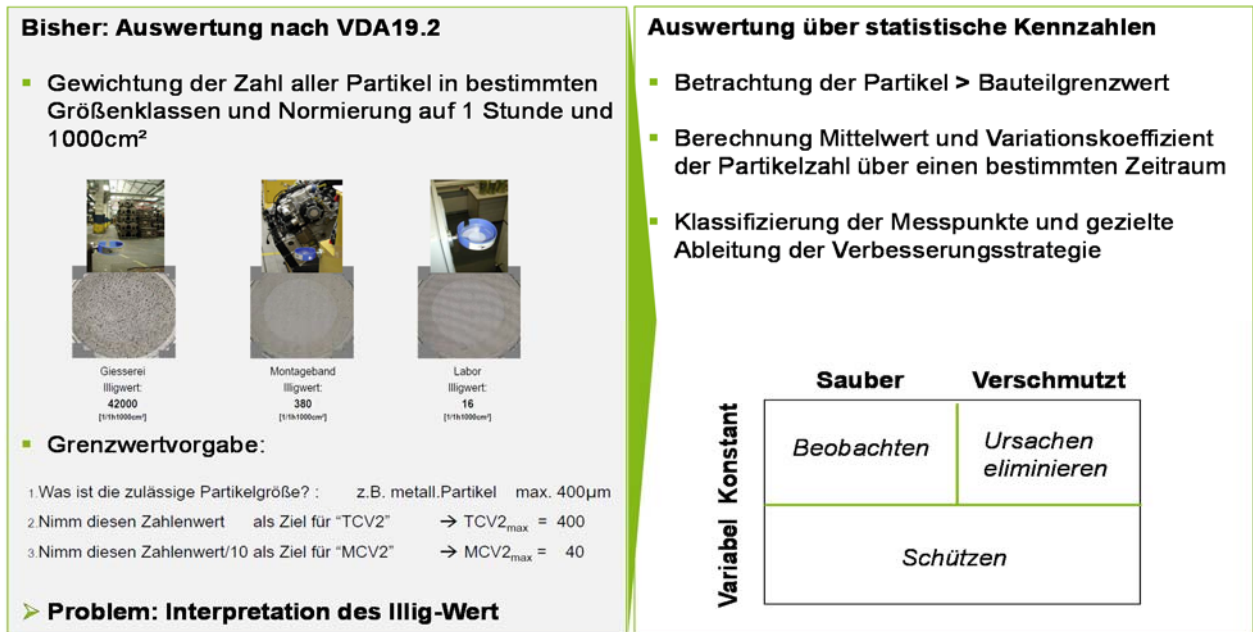 Bisher: Auswertung nach VDA19.2
▪ Gewichtung der Zahl aller Partikel in bestimmten
Größenklassen und Normierung auf 1 Stunde und
1000cm²
Giesserei
Illigwert:
42000
[1/1h1000cm²]
Montageband
Illigwert:
380
[1/1h1000cm²]
Labor
Illigwert:
16
[1/1h1000cm²]
▪ Grenzwertvorgabe:
1.Was ist die zulässige Partikelgröße? : z.B. metall.Partikel max. 400µm
2.Nimm diesen Zahlenwert als Ziel für "TCV2" → TCV2max = 400
3.Nimm diesen Zahlenwert/10 als Ziel für "MCV2" → MCV2max = 40
➢ Problem: Interpretation des Illig-Wert
Auswertung über statistische Kennzahlen
▪ Betrachtung der Partikel > Bauteilgrenzwert
▪ Berechnung Mittelwert und Variationskoeffizient
der Partikelzahl über einen bestimmten Zeitraum
▪ Klassifizierung der Messpunkte und gezielte
Ableitung der Verbesserungsstrategie
Sauber Verschmutzt
Konstant
Beobachten
Ursachen
eliminieren
Variabel
Schützen